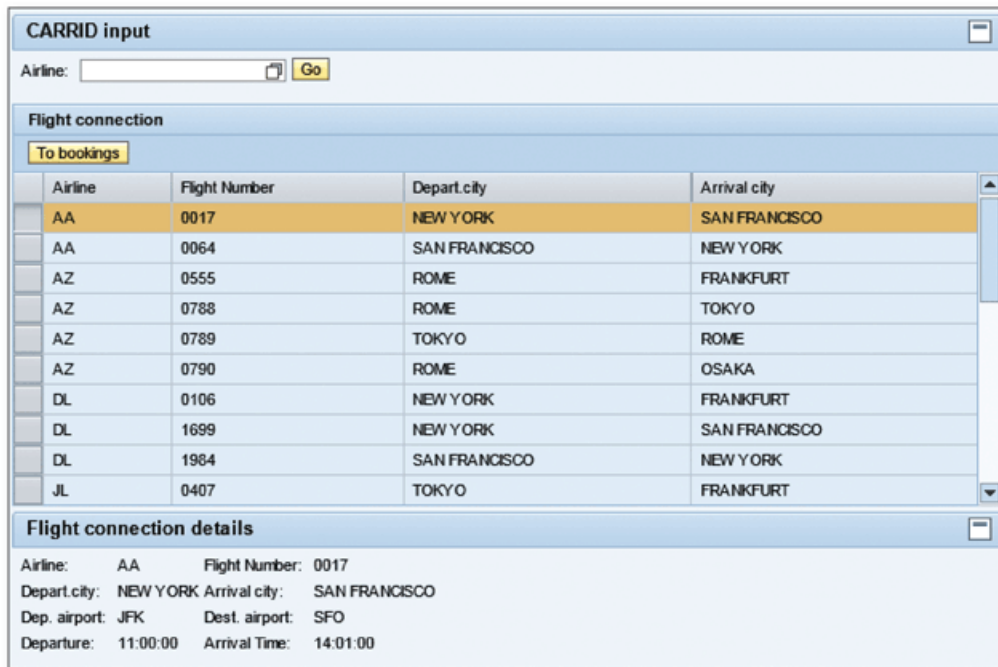 CARRID input
Airline: Go
Flight connection
To bookings
Airline Flight Number Depart.city Arrival city
AA 0017 NEW YORK SAN FRANCISCO
AA 0064 SAN FRANCISCO NEW YORK
AZ 0555 ROME FRANKFURT
AZ 0788 ROME TOKYO
AZ 0789 TOKYO ROME
AZ 0790 ROME OSAKA
DL 0106 NEW YORK FRANKFURT
DL 1699 NEW YORK SAN FRANCISCO
DL 1984 SAN FRANCISCO NEW YORK
JL 0407 TOKYO FRANKFURT
Flight connection details
Airline: AA Flight Number: 0017
Depart.city: NEW YORK Arrival city: SAN FRANCISCO
Dep. airport: JFK Dest. airport: SFO
Departure: 11:00:00 Arrival Time: 14:01:00